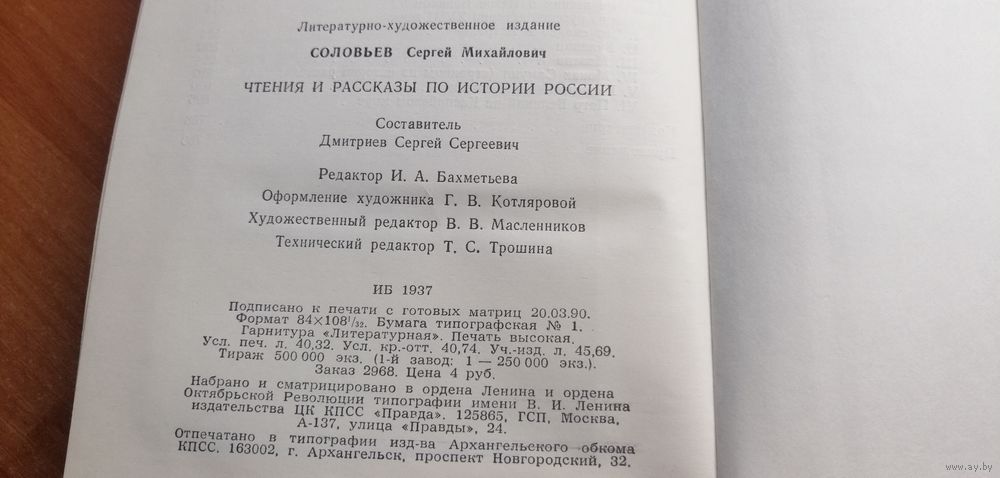 Литературно-художественное издание
СОЛОВЬЕВ Сергей Михайлович
ЧТЕНИЯ И РАССКАЗЫ ПО ИСТОРИИ РОССИИ
Составитель
Дмитриев Сергей Сергеевич
Редактор И. А. Бахметьева
Оформление художника Г. В. Котляровой
Художественный редактор В. В. Масленников
Технический редактор Т. С. Трошина
ИБ 1937
Подписано к печати с готовых матриц 20.03.90.
Формат 84×108¹/₃₂. Бумага типографская № 1.
Гарнитура «Литературная». Печать высокая.
Усл. печ. л. 40,32. Усл. кр.-отт. 40,74. Уч.-изд. л. 45,69.
Тираж 500 000 экз. (1-й завод: 1 — 250 000 экз.).
Заказ 2968. Цена 4 руб.
Набрано и сматрицировано в ордена Ленина и ордена
Октябрьской Революции типографии имени В. И. Ленина
издательства ЦК КПСС «Правда». 125865, ГСП, Москва,
А-137, улица «Правды», 24.
Отпечатано в типографии изд-ва Архангельского обкома
КПСС. 163002, г. Архангельск, проспект Новгородский, 32.
www.ay.by